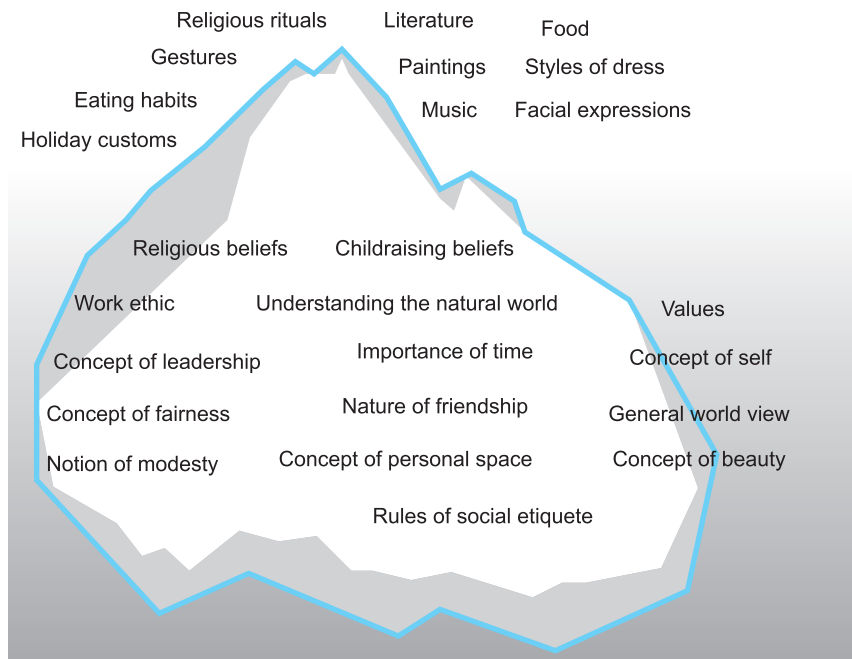 Religious rituals
Literature
Food
Gestures
Paintings
Styles of dress
Eating habits
Music
Facial expressions
Holiday customs
Religious beliefs
Childraising beliefs
Work ethic
Understanding the natural world
Values
Concept of leadership
Importance of time
Concept of self
Concept of fairness
Nature of friendship
General world view
Notion of modesty
Concept of personal space
Concept of beauty
Rules of social etiquete